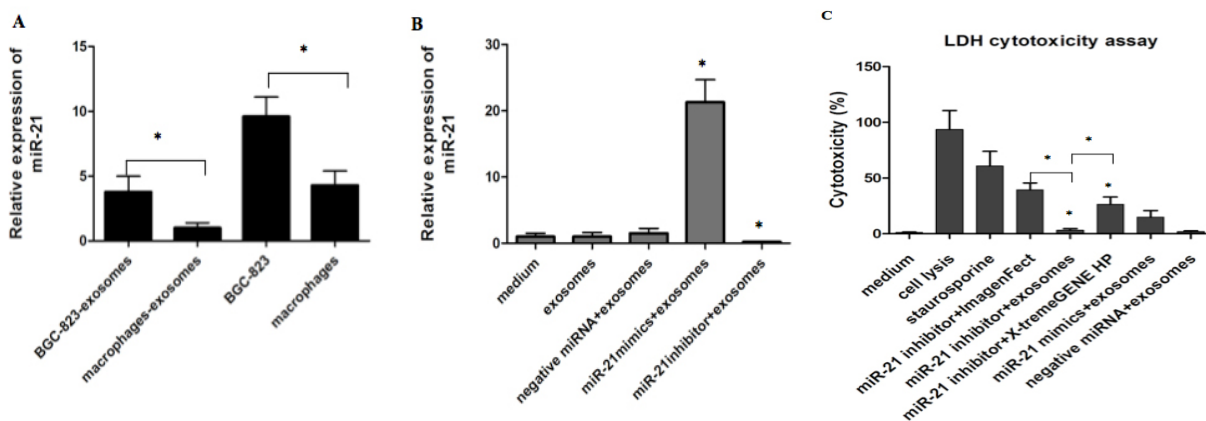 A
Relative expression of
miR-21
15
10
5
0
*
*
BGC-823-exosomes
macrophages-exosomes
BGC-823
macrophages
B
Relative expression of
miR-21
30
20
10
0
*
*
medium
exosomes
negative miRNA+exosomes
miR-21mimics+exosomes
miR-21inhibitor+exosomes
C
LDH cytotoxicity assay
Cytotoxicity (%)
150
100
50
0
*
*
*
*
medium
cell lysis
staurosporine
miR-21 inhibitor+ImagenFect
miR-21 inhibitor+exosomes
miR-21 inhibitor+X-tremeGENE HP
miR-21 mimics+exosomes
negative miRNA+exosomes